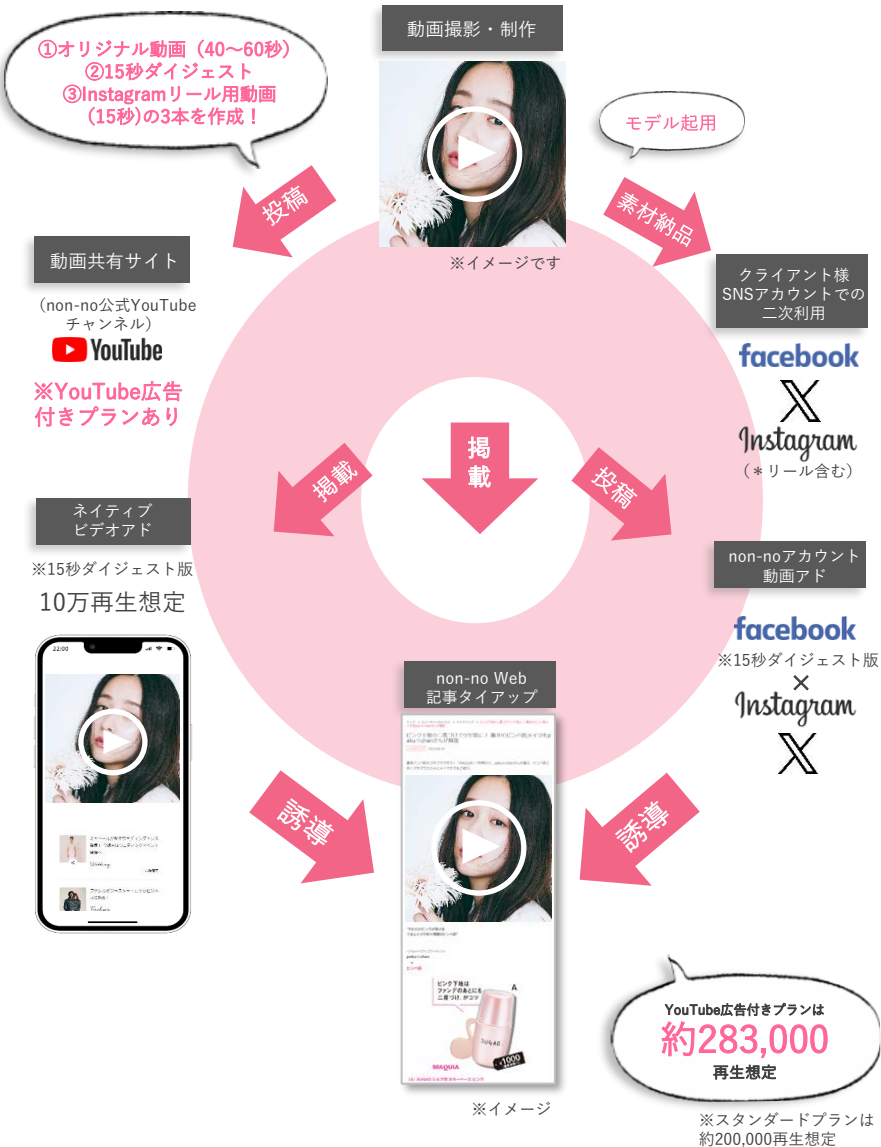 動画撮影・制作
①オリジナル動画（40〜60秒）
②15秒ダイジェスト
③Instagramリール用動画
(15秒)の3本を作成！
モデル起用
投稿
素材納品
※イメージです
動画共有サイト
（non-no公式YouTube
チャンネル）
YouTube
※YouTube広告
付きプランあり
クライアント様
SNSアカウントでの
二次利用
facebook
X
Instagram
（＊リール含む）
掲載
掲載
投稿
ネイティブ
ビデオアド
※15秒ダイジェスト版
10万再生想定
22:00
non-noアカウント
動画アド
facebook
※15秒ダイジェスト版
×
Instagram
X
non-no Web
記事タイアップ
誘導
誘導
ピンク下地は
ファンデのあとにも
二度づけ、がコツ
A
¥1000
MAQUIA
※イメージ
YouTube広告付きプランは
約283,000
再生想定
※スタンダードプランは
約200,000再生想定